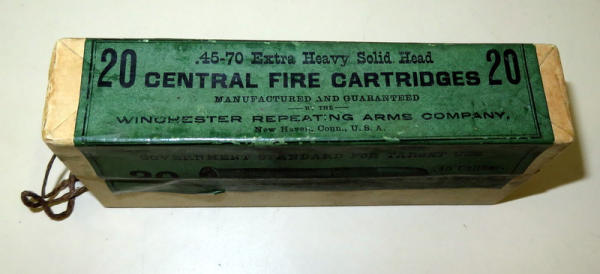 20 .45-70 Extra Heavy Solid Head 20
CENTRAL FIRE CARTRIDGES
MANUFACTURED AND GUARANTEED
BY THE
WINCHESTER REPEATING ARMS COMPANY,
New Haven, Conn., U.S.A.
GOVERNMENT STANDARD FOR TARGET USE
20